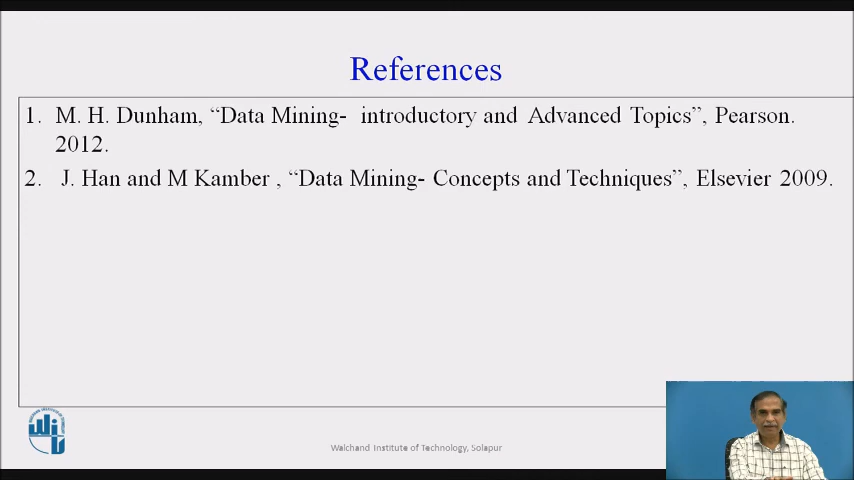 References
1. M. H. Dunham, “Data Mining- introductory and Advanced Topics”, Pearson.
2012.
2. J. Han and M Kamber , “Data Mining- Concepts and Techniques”, Elsevier 2009.
Walchand Institute of Technology, Solapur